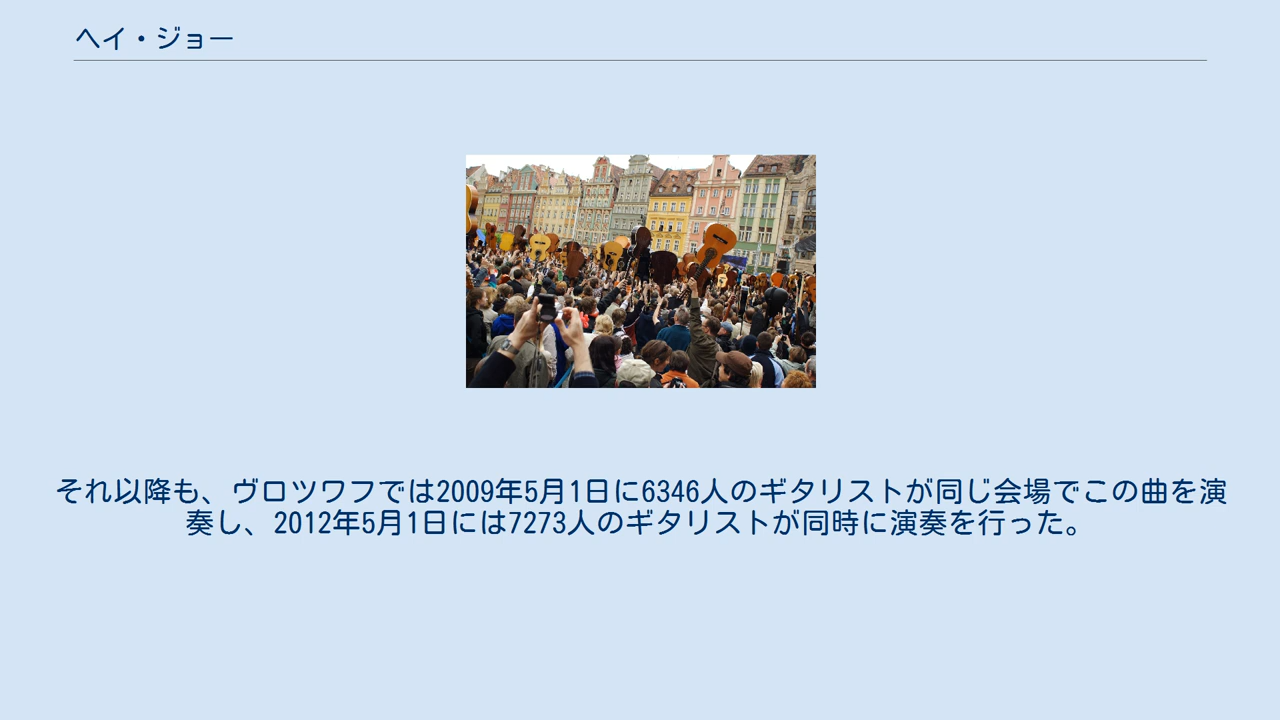 ヘイ・ジョー
それ以降も、ヴロツワフでは2009年5月1日に6346人のギタリストが同じ会場でこの曲を演
奏し、2012年5月1日には7273人のギタリストが同時に演奏を行った。